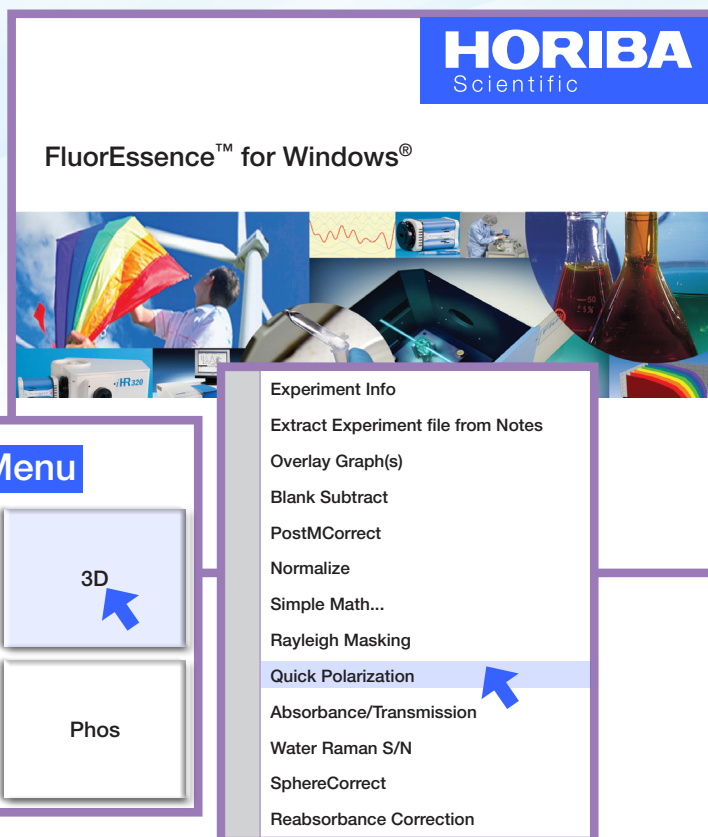 HORIBA
Scientific
FluorEssence™ for Windows®
iHR320
Menu
3D
Phos
Experiment Info
Extract Experiment file from Notes
Overlay Graph(s)
Blank Subtract
PostMCorrect
Normalize
Simple Math...
Rayleigh Masking
Quick Polarization
Absorbance/Transmission
Water Raman S/N
SphereCorrect
Reabsorbance Correction